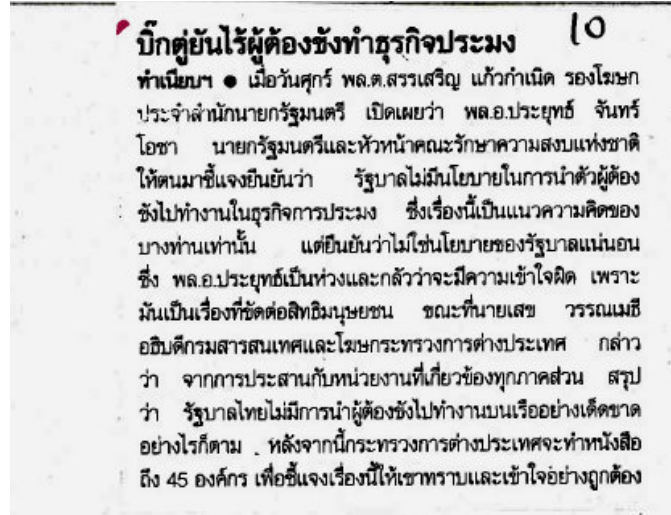 10
บิ๊กตู่ยันไร้ผู้ต้องขังทำธุรกิจประมง
ทำเนียบฯ ● เมื่อวันศุกร์ พล.ต.สรรเสริญ แก้วกำเนิด รองโฆษก
ประจำสำนักนายกรัฐมนตรี เปิดเผยว่า พล.อ.ประยุทธ์ จันทร์
โอชา นายกรัฐมนตรีและหัวหน้าคณะรักษาความสงบแห่งชาติ
ให้ตนมาชี้แจงยืนยันว่า รัฐบาลไม่มีนโยบายในการนำตัวผู้ต้อง
ขังไปทำงานในธุรกิจการประมง ซึ่งเรื่องนี้เป็นแนวความคิดของ
บางท่านเท่านั้น แต่ยืนยันว่าไม่ใช่นโยบายของรัฐบาลแน่นอน
ซึ่ง พล.อ.ประยุทธ์เป็นห่วงและกลัวว่าจะมีความเข้าใจผิด เพราะ
มันเป็นเรื่องที่ขัดต่อสิทธิมนุษยชน ขณะที่นายเสข วรรณเมธี
อธิบดีกรมสารสนเทศและโฆษกระทรวงการต่างประเทศ กล่าว
ว่า จากการประสานกับหน่วยงานที่เกี่ยวข้องทุกภาคส่วน สรุป
ว่า รัฐบาลไทยไม่มีการนำผู้ต้องขังไปทำงานบนเรืออย่างเด็ดขาด
อย่างไรก็ตาม หลังจากนี้กระทรวงการต่างประเทศจะทำหนังสือ
ถึง 45 องค์กร เพื่อชี้แจงเรื่องนี้ให้เขาทราบและเข้าใจอย่างถูกต้อง